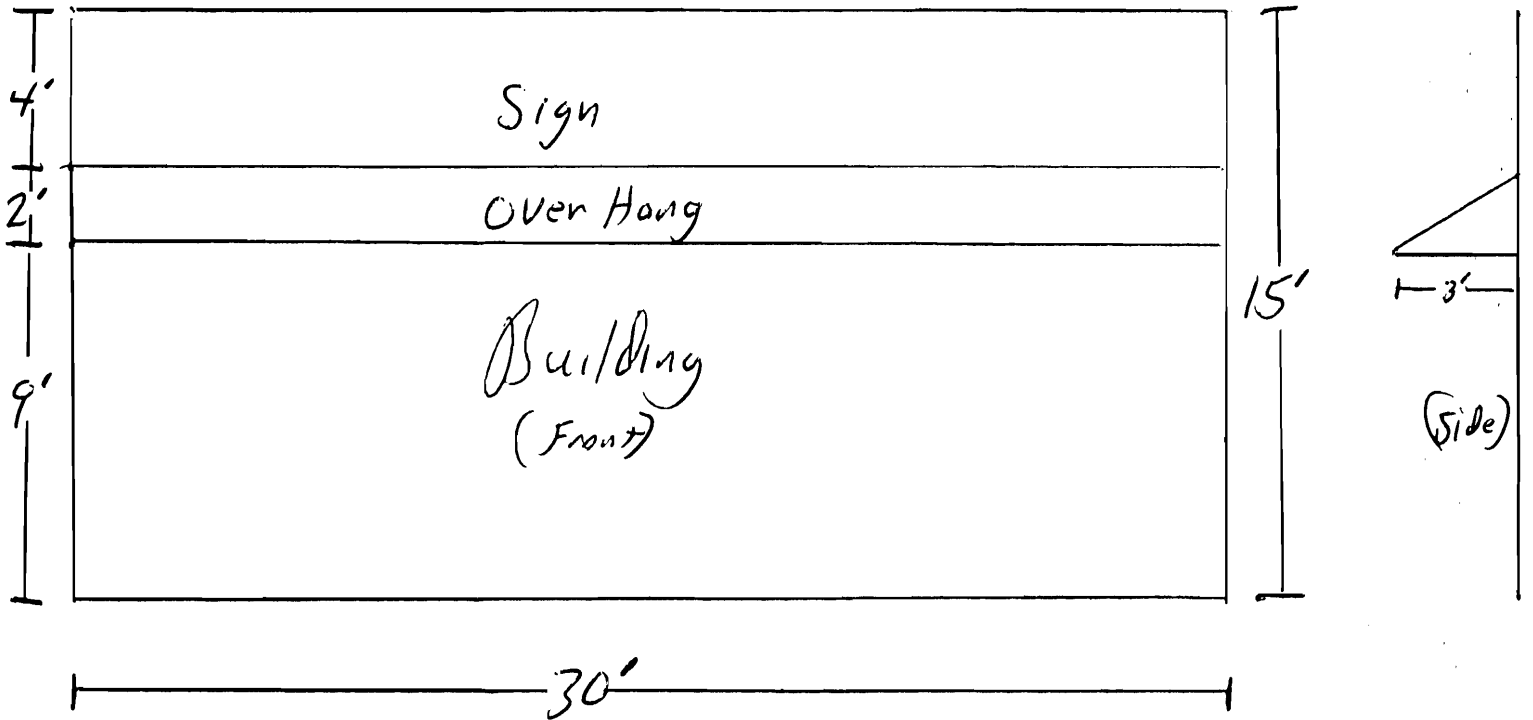 4'
Sign
2'
Over Hang
15'
3'
Building
9'
(Front)
(Side)
30'